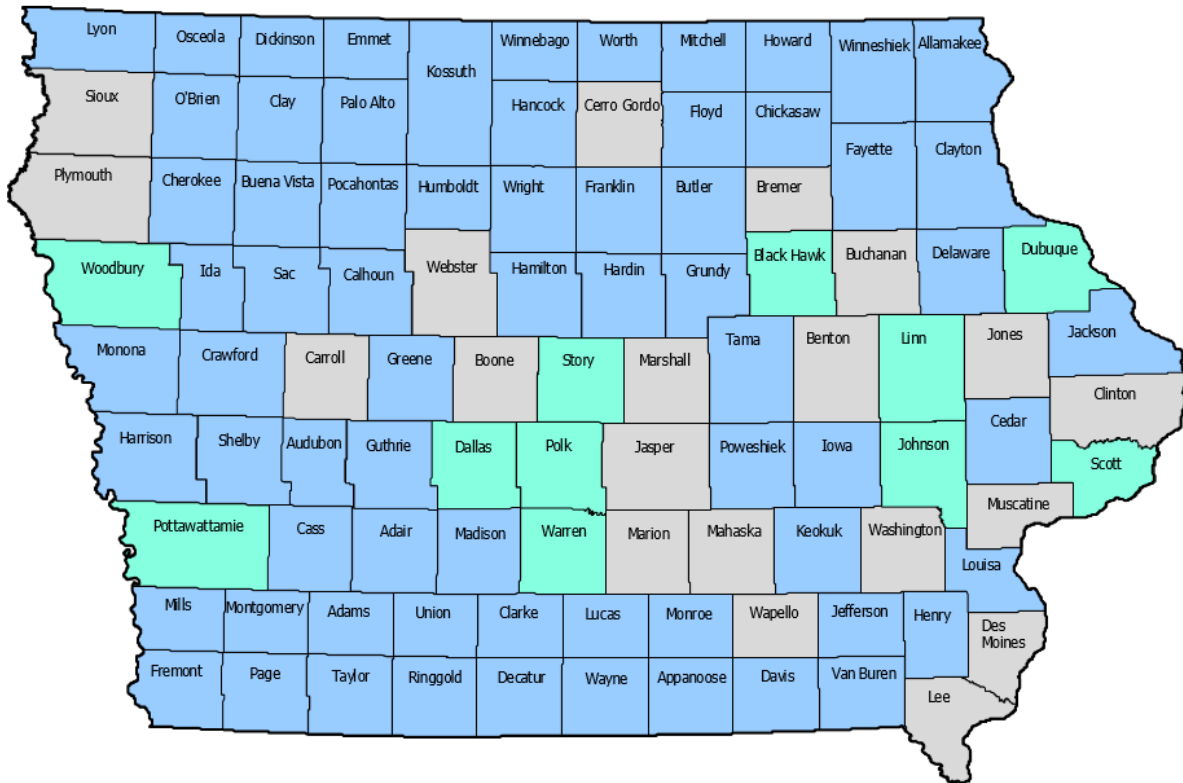 Lyon
Osceola
Dickinson
Emmet
Kossuth
Winnebago
Worth
Mitchell
Howard
Winneshiek
Allamakee
Sioux
O'Brien
Clay
Palo Alto
Hancock
Cerro Gordo
Floyd
Chickasaw
Fayette
Clayton
Plymouth
Cherokee
Buena Vista
Pocahontas
Humboldt
Wright
Franklin
Butler
Bremer
Woodbury
Ida
Sac
Calhoun
Webster
Hamilton
Hardin
Grundy
Black Hawk
Buchanan
Delaware
Dubuque
Monona
Crawford
Carroll
Greene
Boone
Story
Marshall
Tama
Benton
Linn
Jones
Jackson
Clinton
Harrison
Shelby
Audubon
Guthrie
Dallas
Polk
Jasper
Poweshiek
Iowa
Johnson
Cedar
Scott
Muscatine
Pottawattamie
Cass
Adair
Madison
Warren
Marion
Mahaska
Keokuk
Washington
Louisa
Mills
Montgomery
Adams
Union
Clarke
Lucas
Monroe
Wapello
Jefferson
Henry
Des
Moines
Fremont
Page
Taylor
Ringgold
Decatur
Wayne
Appanoose
Davis
Van Buren
Lee